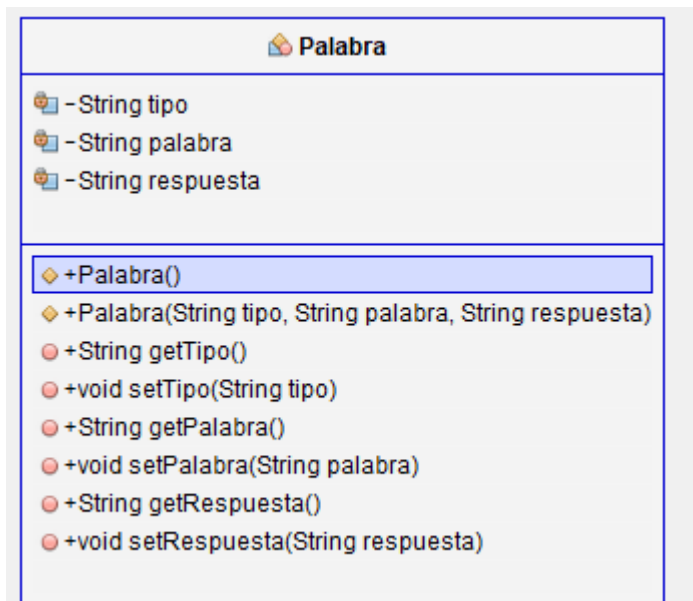 Palabra
-String tipo
-String palabra
-String respuesta
+Palabra()
+Palabra(String tipo, String palabra, String respuesta)
+String getTipo()
+void setTipo(String tipo)
+String getPalabra()
+void setPalabra(String palabra)
+String getRespuesta()
+void setRespuesta(String respuesta)